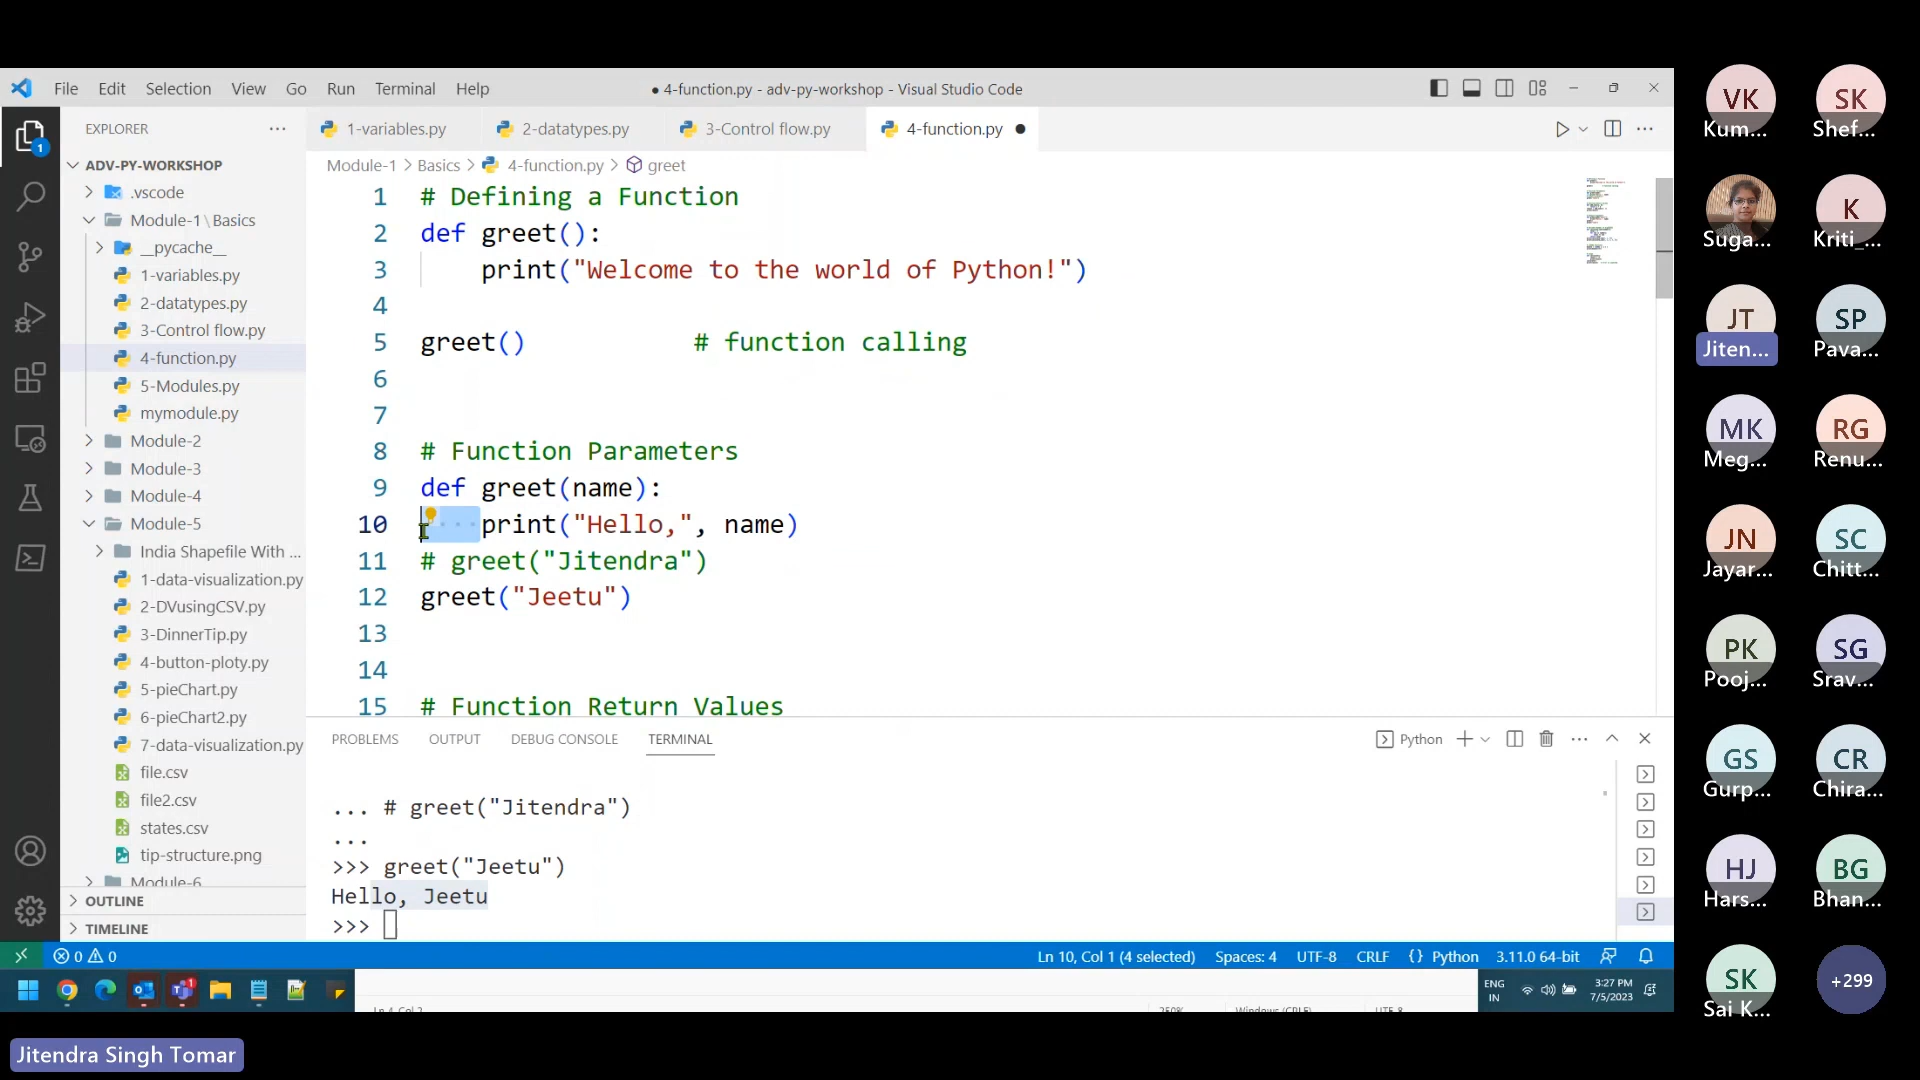 File Edit Selection View Go Run Terminal Help
● 4-function.py - adv-py-workshop - Visual Studio Code
EXPLORER
1-variables.py 2-datatypes.py 3-Control flow.py 4-function.py
ADV-PY-WORKSHOP
.vscode
Module-1\Basics
__pycache__
1-variables.py
2-datatypes.py
3-Control flow.py
4-function.py
5-Modules.py
mymodule.py
Module-2
Module-3
Module-4
Module-5
India Shapefile With ...
1-data-visualization.py
2-DVusingCSV.py
3-DinnerTip.py
4-button-ploty.py
5-pieChart.py
6-pieChart2.py
7-data-visualization.py
file.csv
file2.csv
states.csv
tip-structure.png
Module-6
OUTLINE
TIMELINE
Module-1 > Basics > 4-function.py > greet
1 # Defining a Function
2 def greet():
3 print("Welcome to the world of Python!")
4
5 greet() # function calling
6
7
8 # Function Parameters
9 def greet(name):
10 ····print("Hello,", name)
11 # greet("Jitendra")
12 greet("Jeetu")
13
14
15 # Function Return Values
PROBLEMS OUTPUT DEBUG CONSOLE TERMINAL
Python
... # greet("Jitendra")
...
>>> greet("Jeetu")
Hello, Jeetu
>>>
0 0
Ln 10, Col 1 (4 selected) Spaces: 4 UTF-8 CRLF {} Python 3.11.0 64-bit
ENG
IN
3:27 PM
7/5/2023
VK SK
Kum... Shef...
K
Suga... Kriti_...
JT SP
Jiten... Pava...
MK RG
Meg... Renu...
JN SC
Jayar... Chitt...
PK SG
Pooj... Srav...
GS CR
Gurp... Chira...
HJ BG
Hars... Bhan...
SK +299
Sai K...
Jitendra Singh Tomar